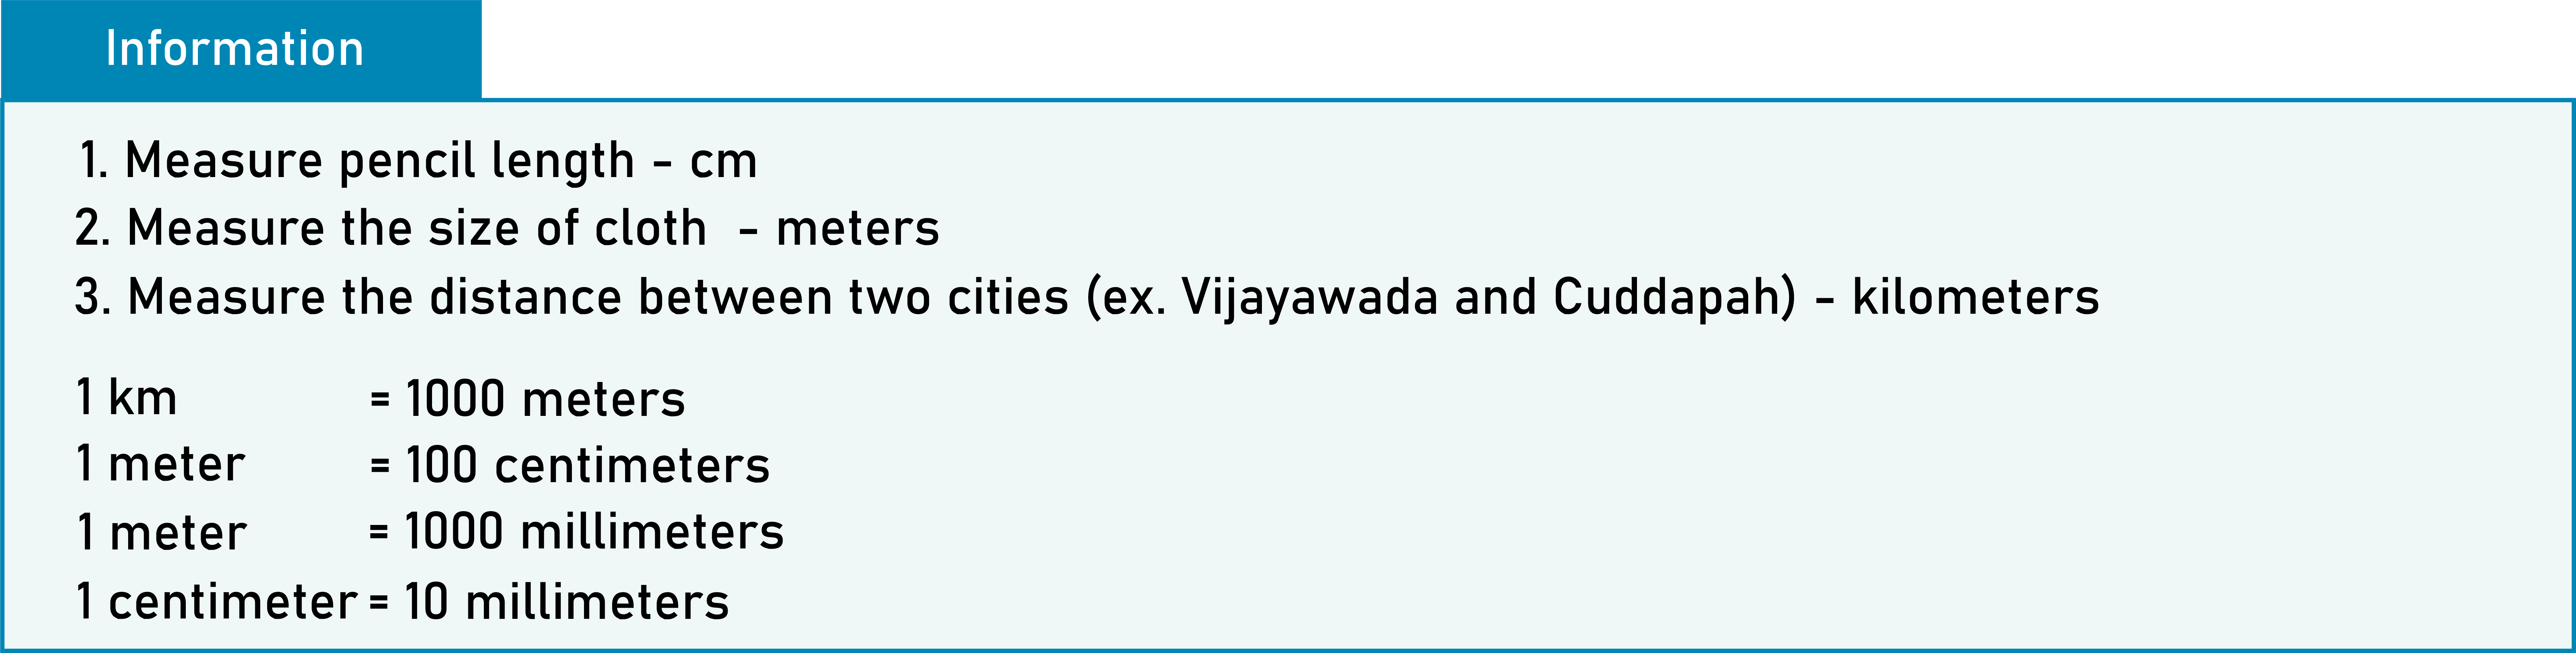 Information
1. Measure pencil length - cm
2. Measure the size of cloth - meters
3. Measure the distance between two cities (ex. Vijayawada and Cuddapah) - kilometers
1 km = 1000 meters
1 meter = 100 centimeters
1 meter = 1000 millimeters
1 centimeter = 10 millimeters